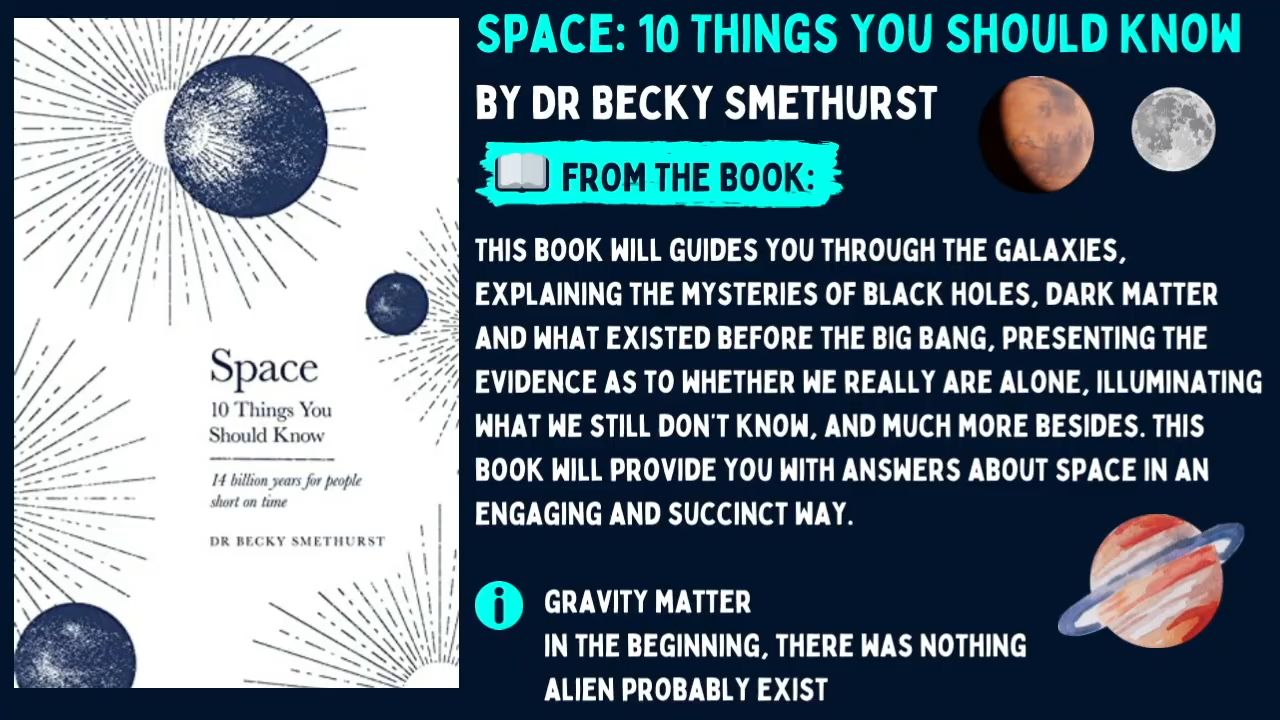 Space
10 Things You
Should Know
14 billion years for people
short on time
DR BECKY SMETHURST
SPACE: 10 THINGS YOU SHOULD KNOW
BY DR BECKY SMETHURST
FROM THE BOOK:
THIS BOOK WILL GUIDES YOU THROUGH THE GALAXIES,
EXPLAINING THE MYSTERIES OF BLACK HOLES, DARK MATTER
AND WHAT EXISTED BEFORE THE BIG BANG, PRESENTING THE
EVIDENCE AS TO WHETHER WE REALLY ARE ALONE, ILLUMINATING
WHAT WE STILL DON'T KNOW, AND MUCH MORE BESIDES. THIS
BOOK WILL PROVIDE YOU WITH ANSWERS ABOUT SPACE IN AN
ENGAGING AND SUCCINCT WAY.
GRAVITY MATTER
IN THE BEGINNING, THERE WAS NOTHING
ALIEN PROBABLY EXIST